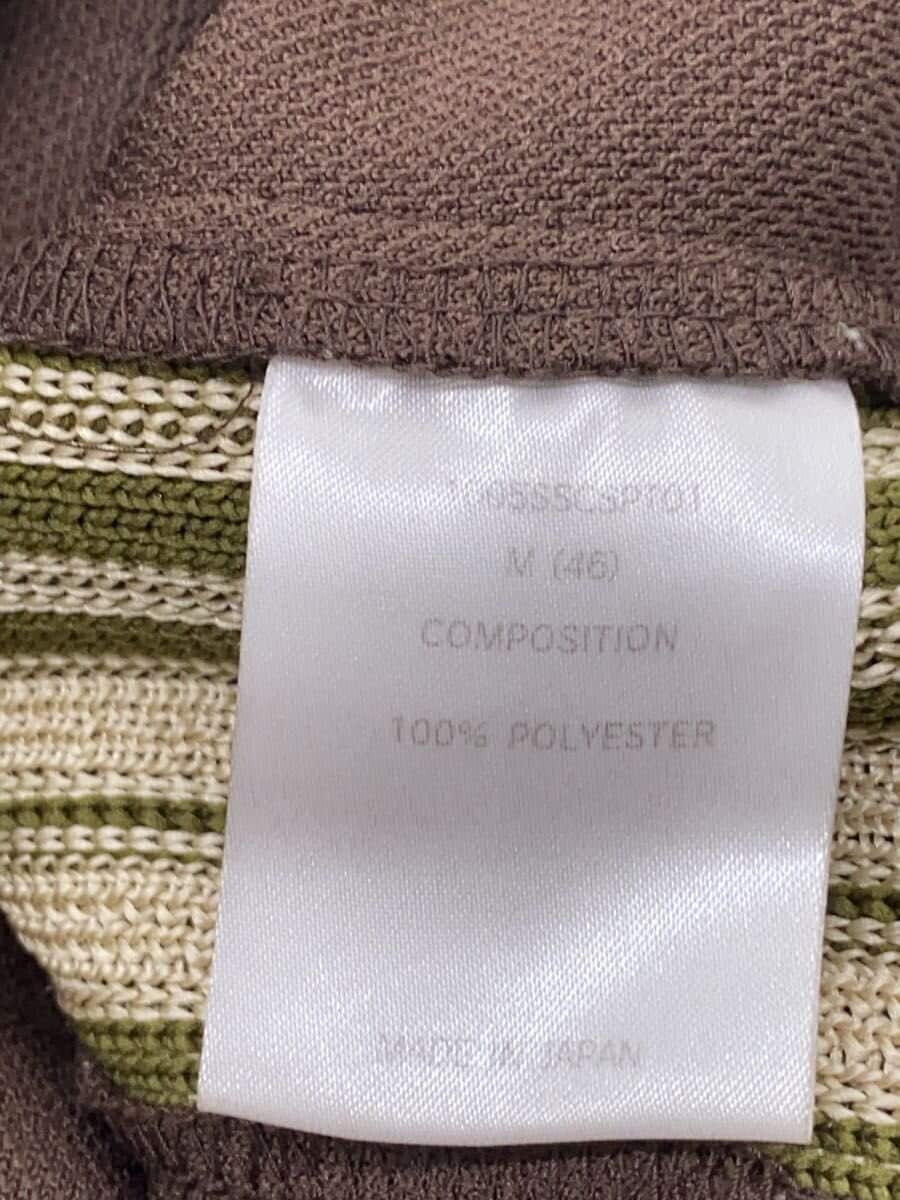 M (46)
COMPOSITION
100% POLYESTER
MADE IN JAPAN